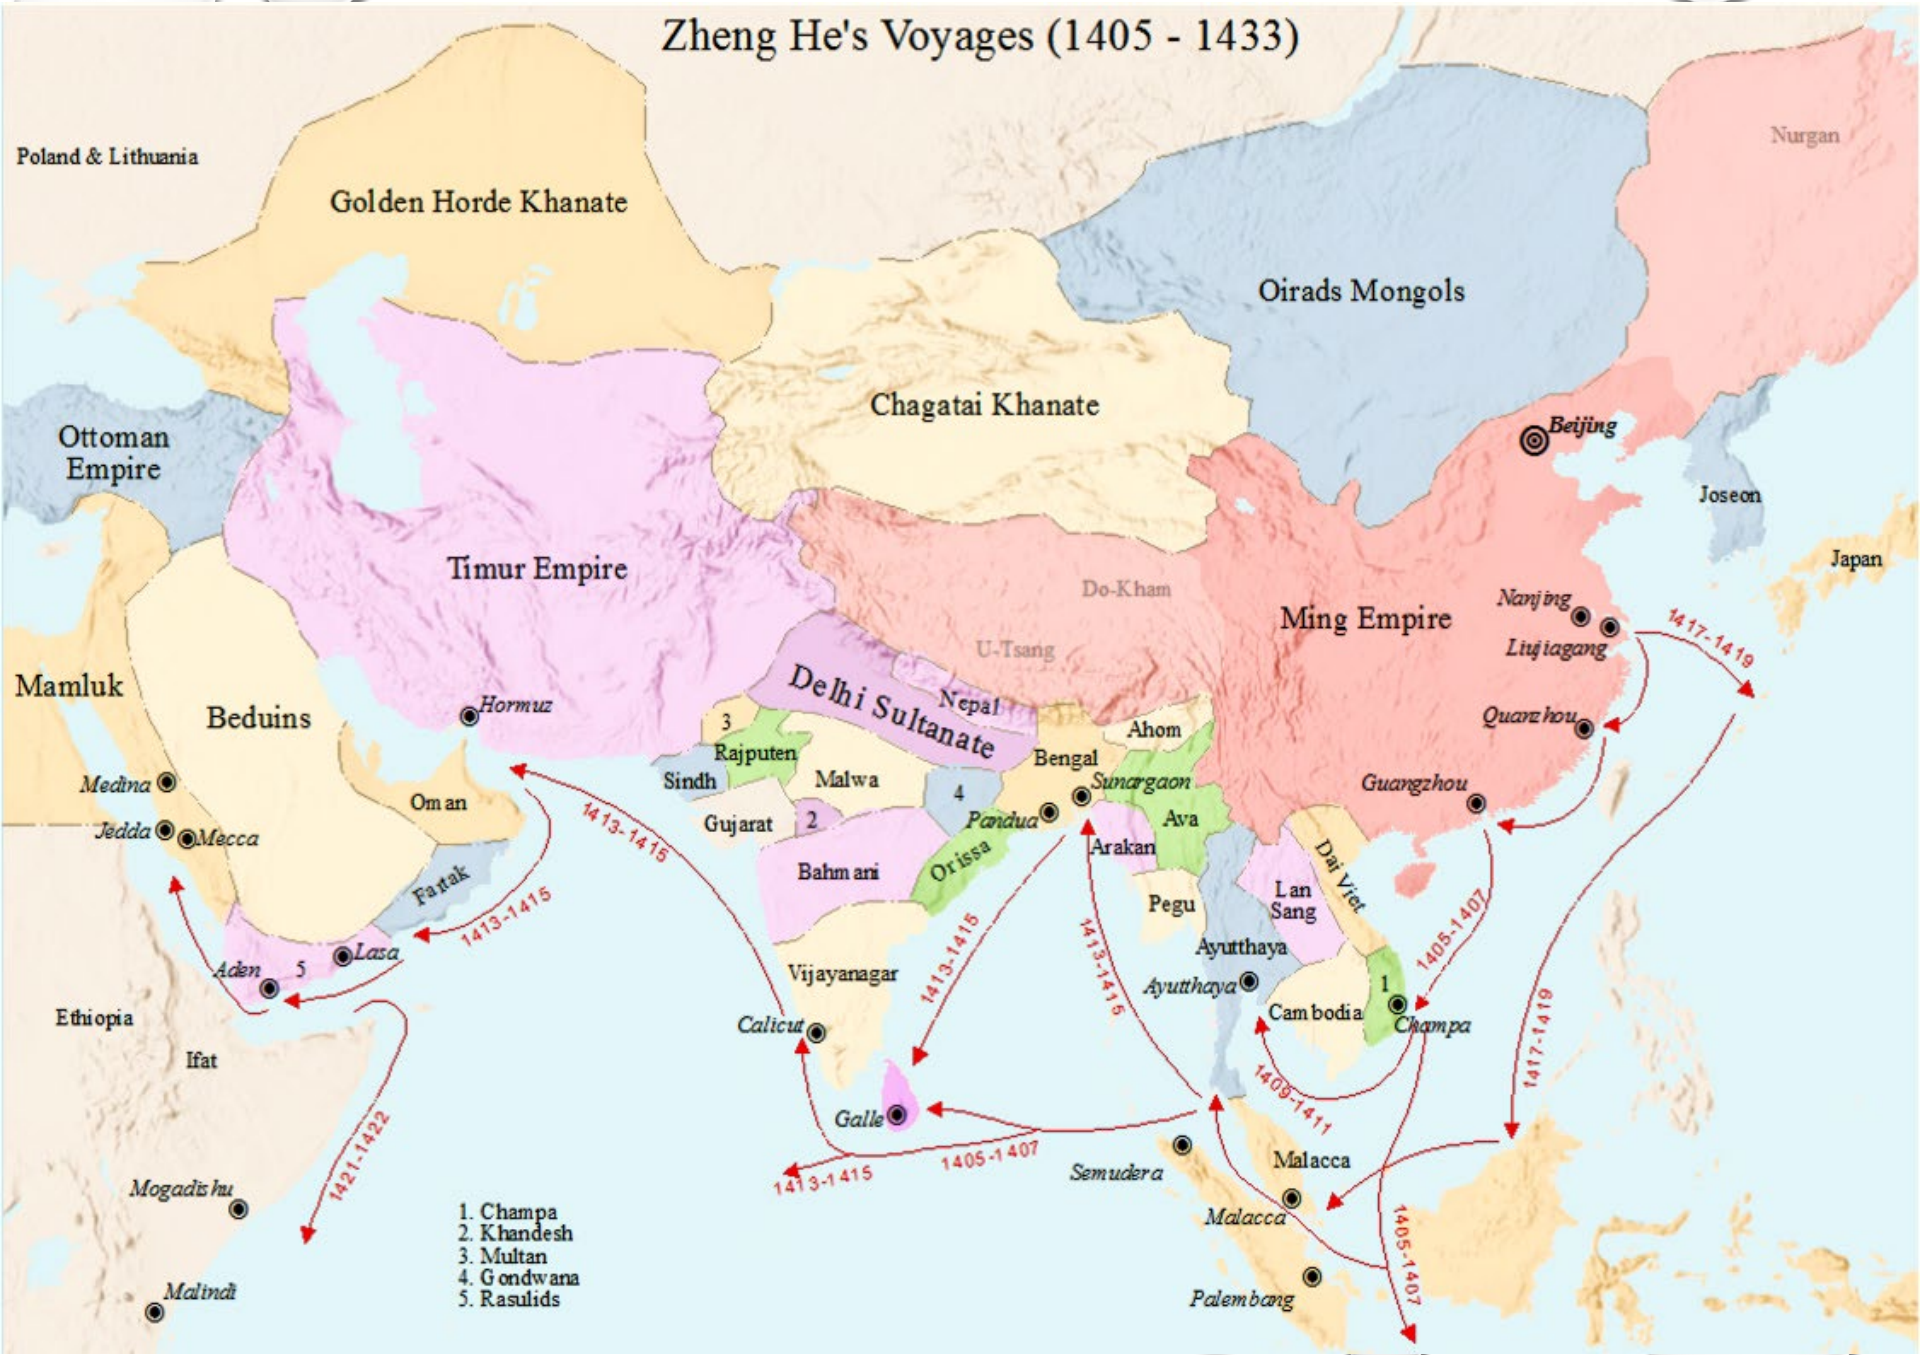 Zheng He's Voyages (1405 - 1433)
Poland & Lithuania
Nurgan
Golden Horde Khanate
Oirads Mongols
Chagatai Khanate
Beijing
Ottoman
Empire
Joseon
Japan
Timur Empire
Do-Kham
Nanjing
Ming Empire
1417-1419
U-Tsang
Liujiagang
Mamluk
Delhi Sultanate
Nepal
Beduins
Hormuz
3
Quanzhou
Ahom
Rajputen
Bengal
Sindh
Malwa
Sunargaon
Medina
4
Guangzhou
Oman
1413-1415
Gujarat
2
Pandua
Ava
Jedda
Mecca
Arakan
Orissa
Dai Viet
Bahmani
Fartak
Lan
Sang
Pegu
1413-1415
1413-1415
1413-1415
1405-1407
Ayutthaya
Lasa
Aden
5
Vijayanagar
Ayutthaya
1
Cambodia
Champa
Ethiopia
Calicut
1417-1419
Ifat
1409-1411
Galle
1421-1422
1405-1407
1413-1415
Semudera
Malacca
Mogadishu
Malacca
1405-1407
Palembang
Malindi
1. Champa
2. Khandesh
3. Multan
4. Gondwana
5. Rasulids